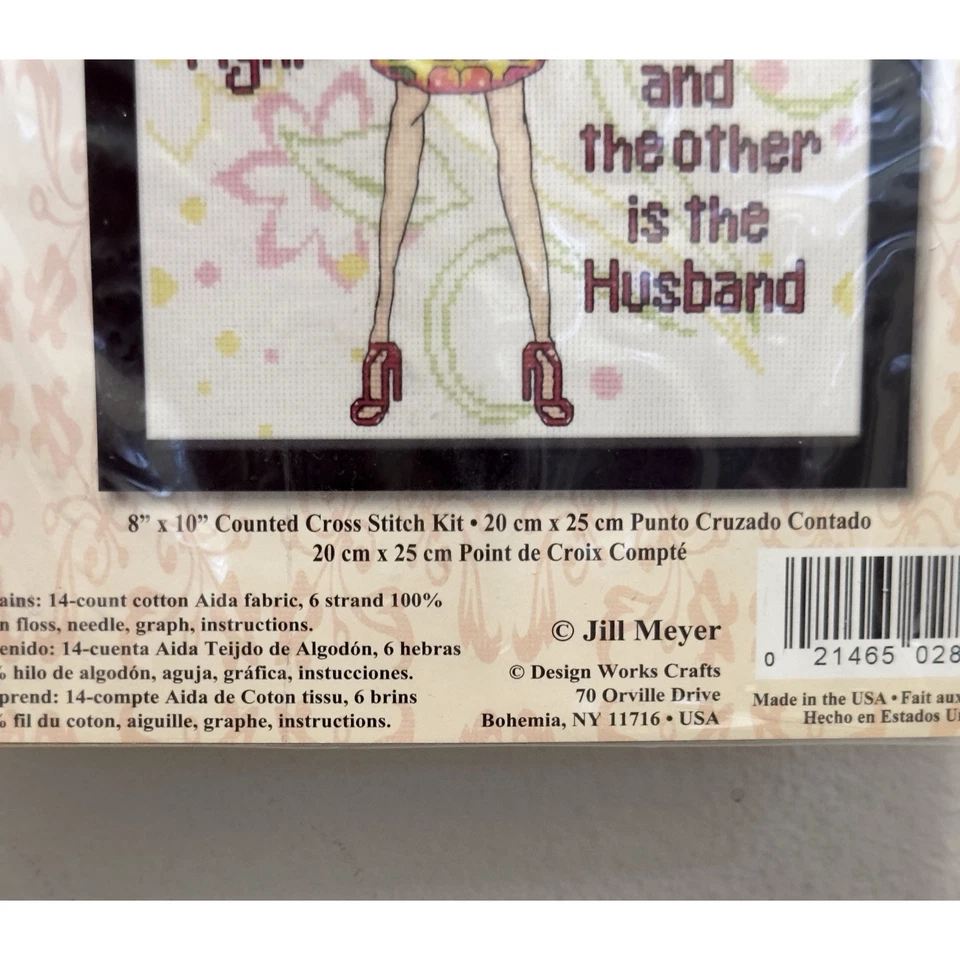 and
the other
is the
Husband
8” x 10” Counted Cross Stitch Kit • 20 cm x 25 cm Punto Cruzado Contado
20 cm x 25 cm Point de Croix Compté
ains: 14-count cotton Aida fabric, 6 strand 100%
n floss, needle, graph, instructions.
enido: 14-cuenta Aida Teijdo de Algodón, 6 hebras
% hilo de algodón, aguja, gráfica, instucciones.
prend: 14-compte Aida de Coton tissu, 6 brins
% fil du coton, aiguille, graphe, instructions.
© Jill Meyer
© Design Works Crafts
70 Orville Drive
Bohemia, NY 11716 • USA
0 21465 028
Made in the USA • Fait aux
Hecho en Estados U